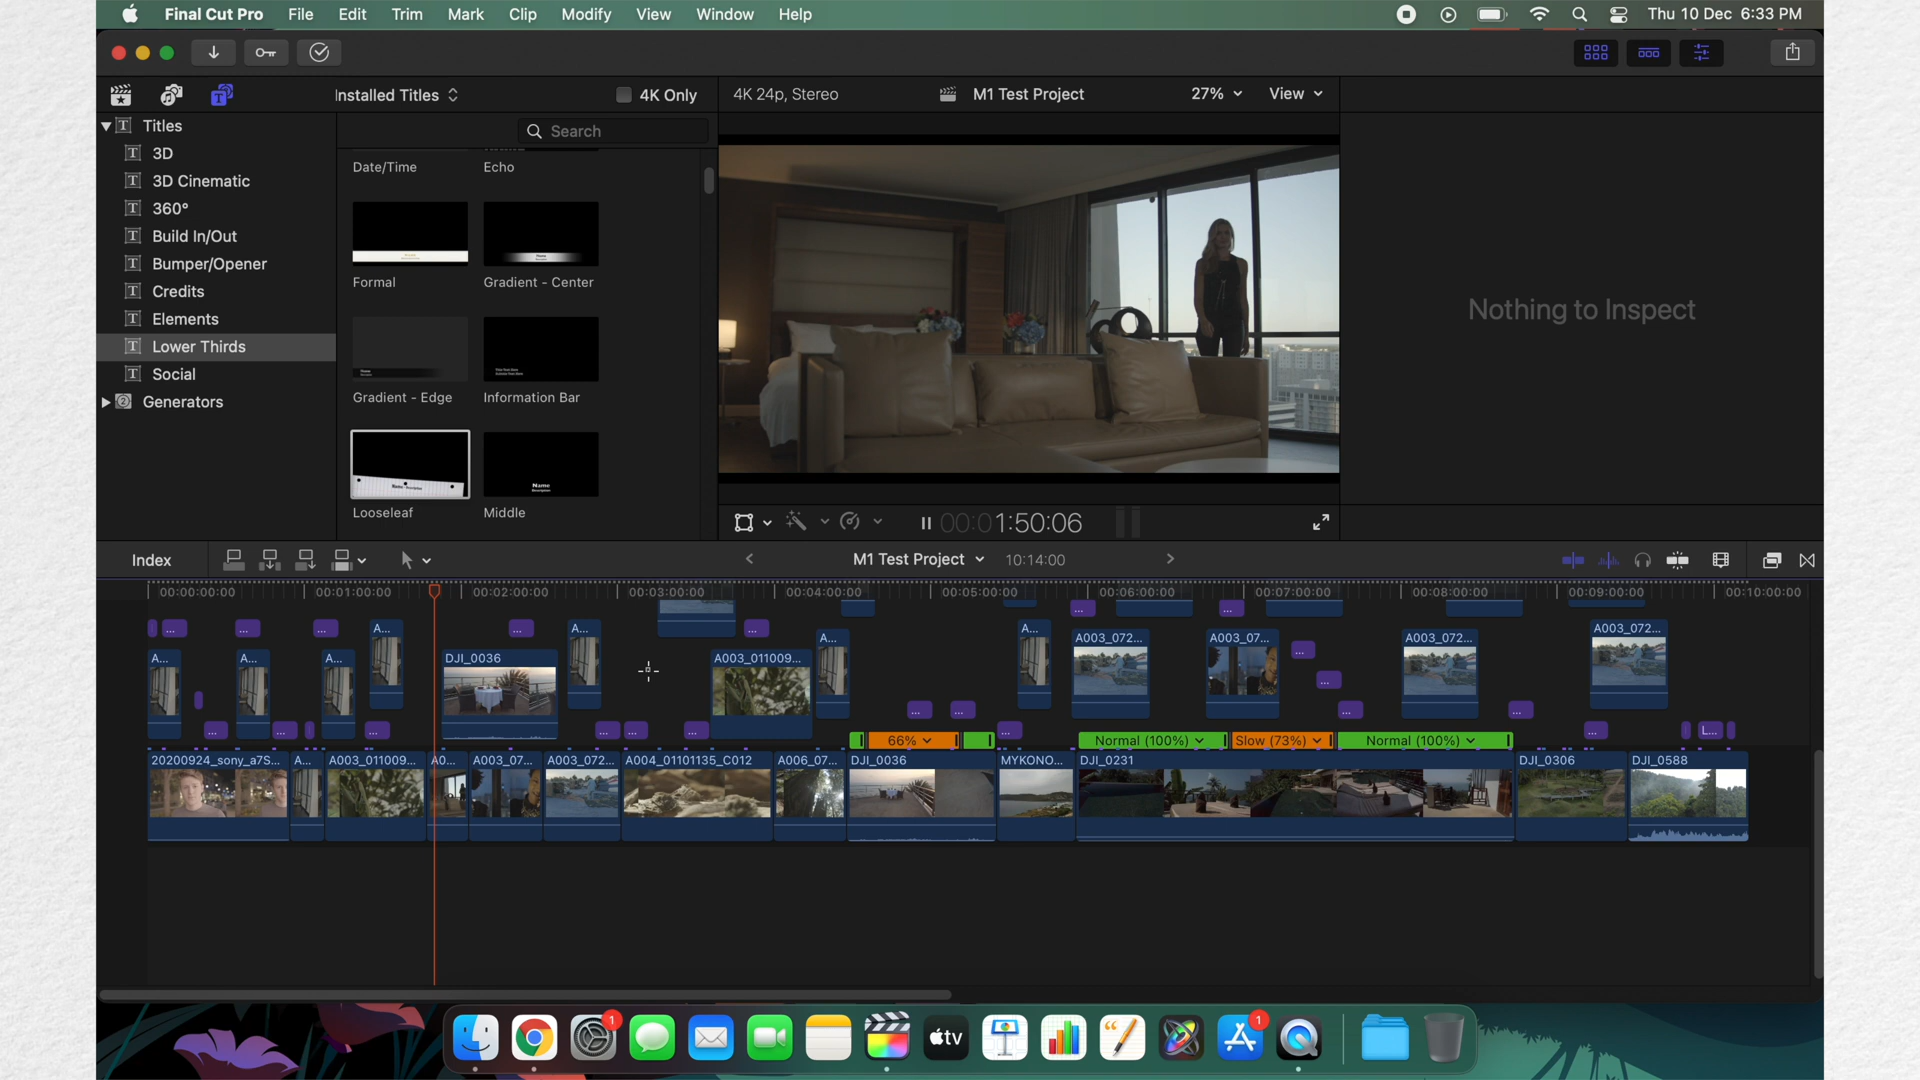 Final Cut Pro File Edit Trim Mark Clip Modify View Window Help Thu 10 Dec 6:33 PM
Installed Titles 4K Only 4K 24p, Stereo M1 Test Project 27% View
Titles
Search
3D
3D Cinematic
360°
Build In/Out
Bumper/Opener
Credits
Elements
Lower Thirds
Social
Generators
Date/Time Echo
Formal Gradient - Center
Gradient - Edge Information Bar
Name
Looseleaf Middle
Nothing to Inspect
00:01:50:06
Index M1 Test Project 10:14:00
00:00:00:00 00:01:00:00 00:02:00:00 00:03:00:00 00:04:00:00 00:05:00:00 00:06:00:00 00:07:00:00 00:08:00:00 00:09:00:00 00:10:00:00
... ... ... A... ... A... ... A... A... A003_072... A003_07... A003_072... A003_072...
A... A... A... DJI_0036 A003_011009...
... ... ... ... ... ... ... ... ... ... ... ... L...
66% Normal (100%) Slow (73%) Normal (100%)
20200924_sony_a7S... A... A003_011009... A0... A003_07... A003_072... A004_01101135_C012 A006_07... DJI_0036 MYKONO... DJI_0231 DJI_0306 DJI_0588
1 tv 1